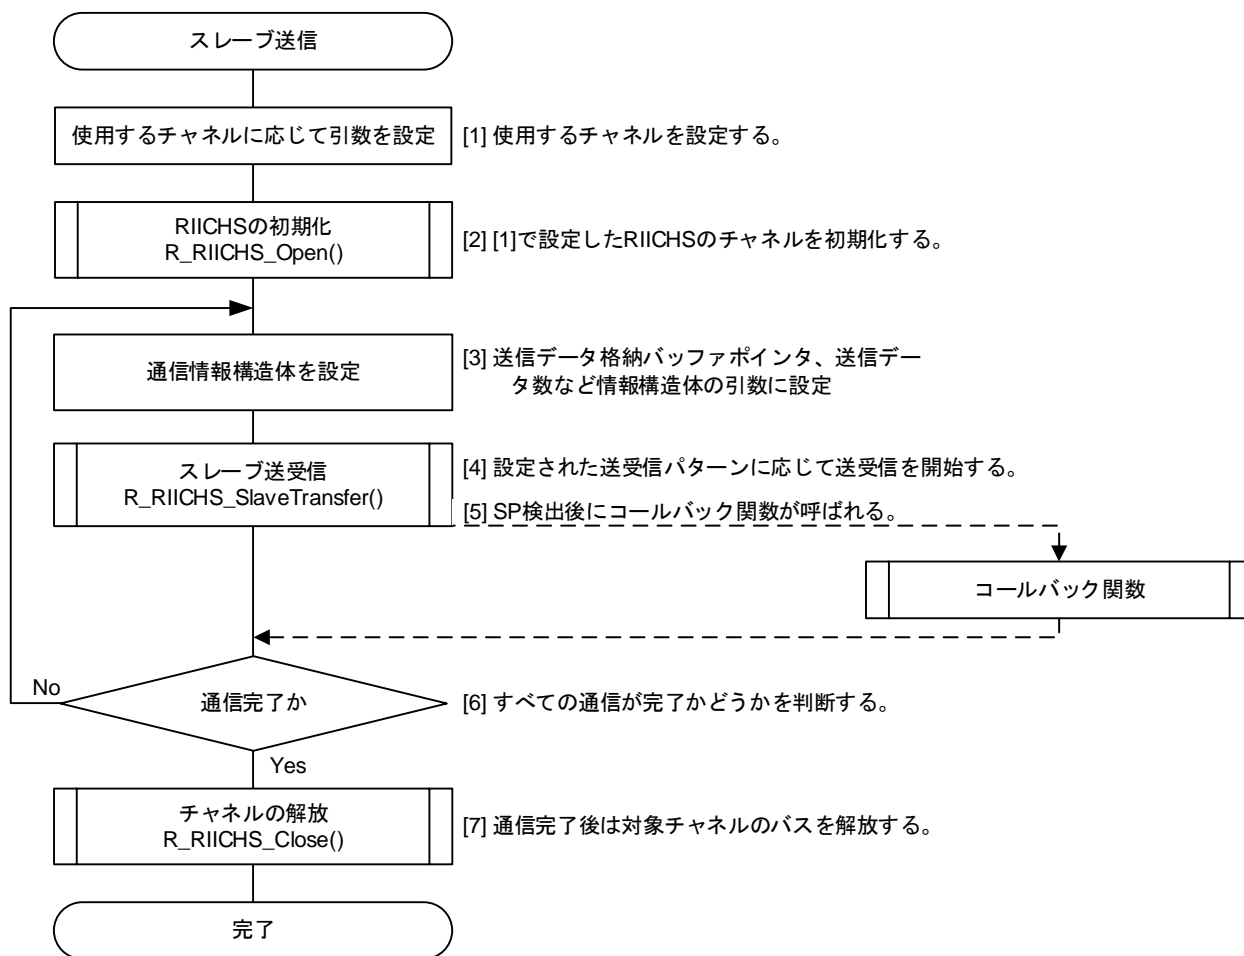 スレーブ送信
使用するチャネルに応じて引数を設定
[1] 使用するチャネルを設定する。
RIICHSの初期化
R_RIICHS_Open()
[2] [1]で設定したRIICHSのチャネルを初期化する。
通信情報構造体を設定
[3] 送信データ格納バッファポインタ、送信デー
タ数など情報構造体の引数に設定
スレーブ送受信
R_RIICHS_SlaveTransfer()
[4] 設定された送受信パターンに応じて送受信を開始する。
[5] SP検出後にコールバック関数が呼ばれる。
コールバック関数
No
通信完了か
[6] すべての通信が完了かどうかを判断する。
Yes
チャネルの解放
R_RIICHS_Close()
[7] 通信完了後は対象チャネルのバスを解放する。
完了